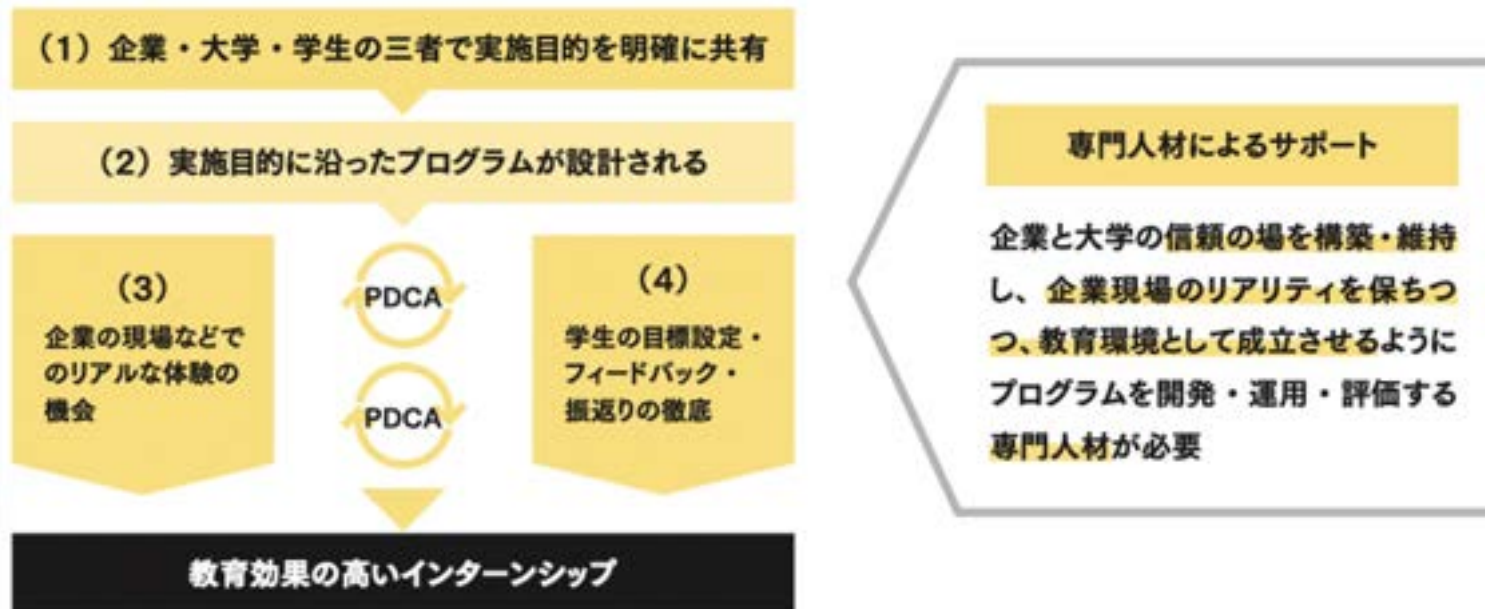 (1) 企業・大学・学生の三者で実施目的を明確に共有
(2) 実施目的に沿ったプログラムが設計される
(3)
企業の現場などで
のリアルな体験の
機会
PDCA
PDCA
(4)
学生の目標設定・
フィードバック・
振返りの徹底
教育効果の高いインターンシップ
専門人材によるサポート
企業と大学の信頼の場を構築・維持
し、企業現場のリアリティを保ちつ
つ、教育環境として成立させるように
プログラムを開発・運用・評価する
専門人材が必要